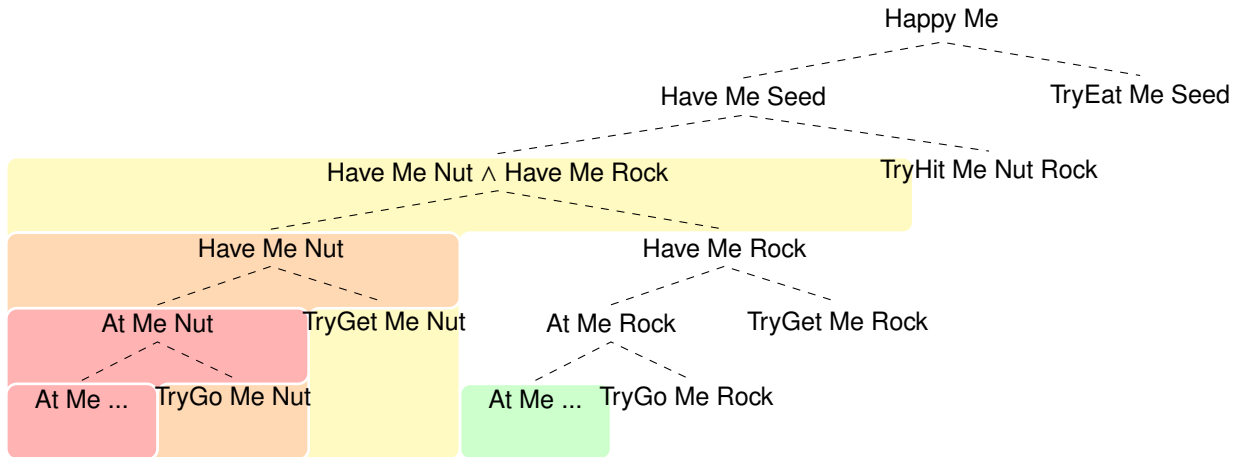 Happy Me
Have Me Seed
TryEat Me Seed
Have Me Nut ∧ Have Me Rock
TryHit Me Nut Rock
Have Me Nut
Have Me Rock
At Me Nut
TryGet Me Nut
At Me Rock
TryGet Me Rock
At Me ...
TryGo Me Nut
At Me ...
TryGo Me Rock